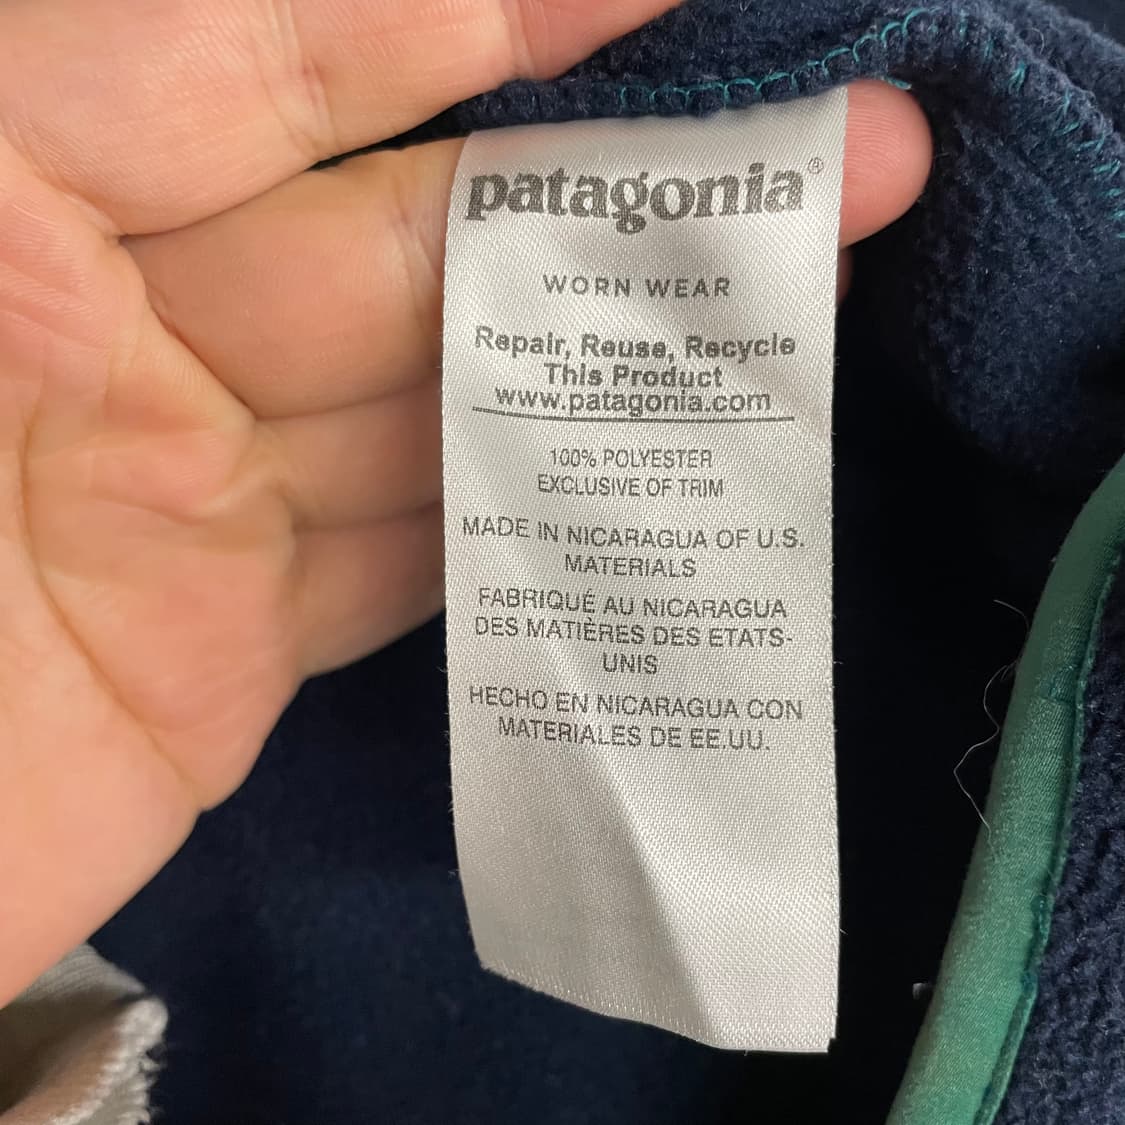 patagonia®
WORN WEAR
Repair, Reuse, Recycle
This Product
www.patagonia.com
100% POLYESTER
EXCLUSIVE OF TRIM
MADE IN NICARAGUA OF U.S.
MATERIALS
FABRIQUÉ AU NICARAGUA
DES MATIÈRES DES ETATS-
UNIS
HECHO EN NICARAGUA CON
MATERIALES DE EE.UU.